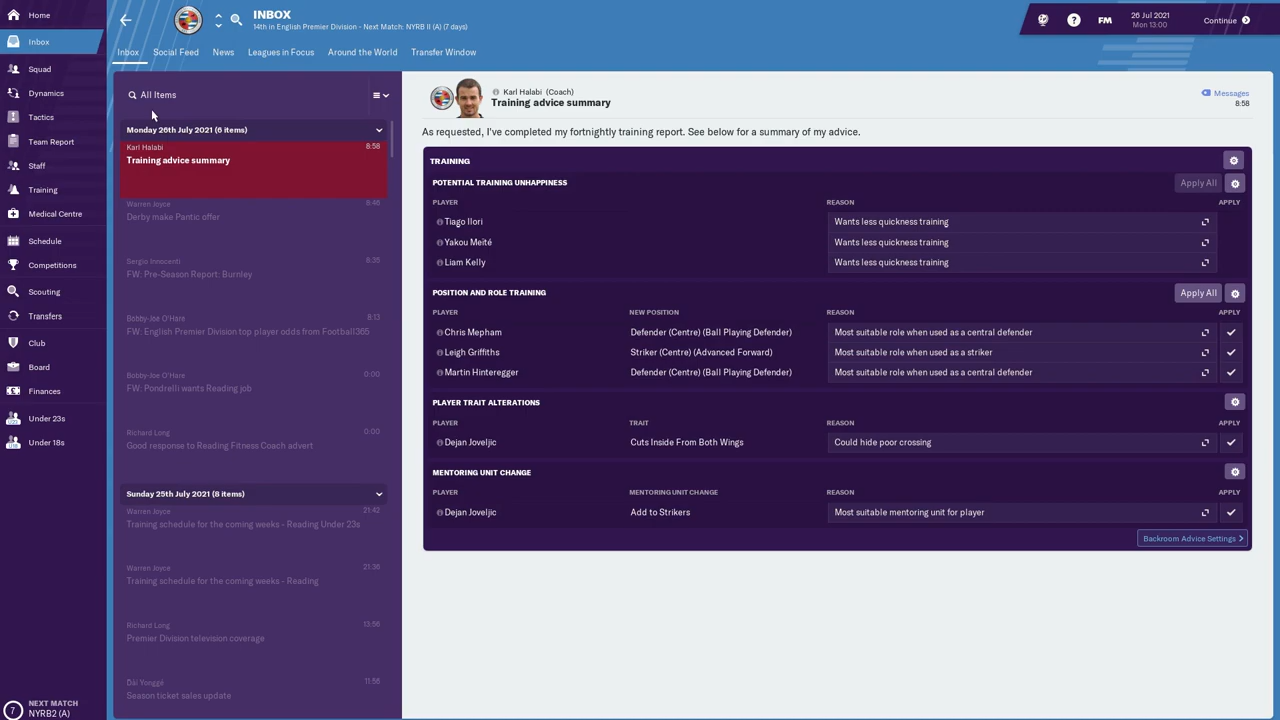 Home
Inbox
Squad
Dynamics
Tactics
Team Report
Staff
Training
Medical Centre
Schedule
Competitions
Scouting
Transfers
Club
Board
Finances
Under 23s
Under 18s
7
NEXT MATCH
NYRB2 (A)
INBOX
14th in English Premier Division - Next Match: NYRB II (A) (7 days)
? FM
26 Jul 2021
Mon 13:00
Continue
Inbox Social Feed News Leagues in Focus Around the World Transfer Window
All Items
Monday 26th July 2021 (6 items)
Karl Halabi 8:58
Training advice summary
Warren Joyce 8:46
Derby make Pantic offer
Sergio Innocenti 8:35
FW: Pre-Season Report: Burnley
Bobby-Joe O'Hare 8:13
FW: English Premier Division top player odds from Football365
Bobby-Joe O'Hare 0:00
FW: Pondrelli wants Reading job
Richard Long 0:00
Good response to Reading Fitness Coach advert
Sunday 25th July 2021 (8 items)
Warren Joyce 21:42
Training schedule for the coming weeks - Reading Under 23s
Warren Joyce 21:36
Training schedule for the coming weeks - Reading
Richard Long 13:56
Premier Division television coverage
11:56
Season ticket sales update
Karl Halabi (Coach)
Training advice summary
Messages
8:58
As requested, I've completed my fortnightly training report. See below for a summary of my advice.
TRAINING
POTENTIAL TRAINING UNHAPPINESS Apply All
PLAYER REASON APPLY
Tiago Ilori Wants less quickness training
Yakou Meïté Wants less quickness training
Liam Kelly Wants less quickness training
POSITION AND ROLE TRAINING Apply All
PLAYER NEW POSITION REASON APPLY
Chris Mepham Defender (Centre) (Ball Playing Defender) Most suitable role when used as a central defender
Leigh Griffiths Striker (Centre) (Advanced Forward) Most suitable role when used as a striker
Martin Hinteregger Defender (Centre) (Ball Playing Defender) Most suitable role when used as a central defender
PLAYER TRAIT ALTERATIONS
PLAYER TRAIT REASON APPLY
Dejan Joveljic Cuts Inside From Both Wings Could hide poor crossing
MENTORING UNIT CHANGE
PLAYER MENTORING UNIT CHANGE REASON APPLY
Dejan Joveljic Add to Strikers Most suitable mentoring unit for player
Backroom Advice Settings